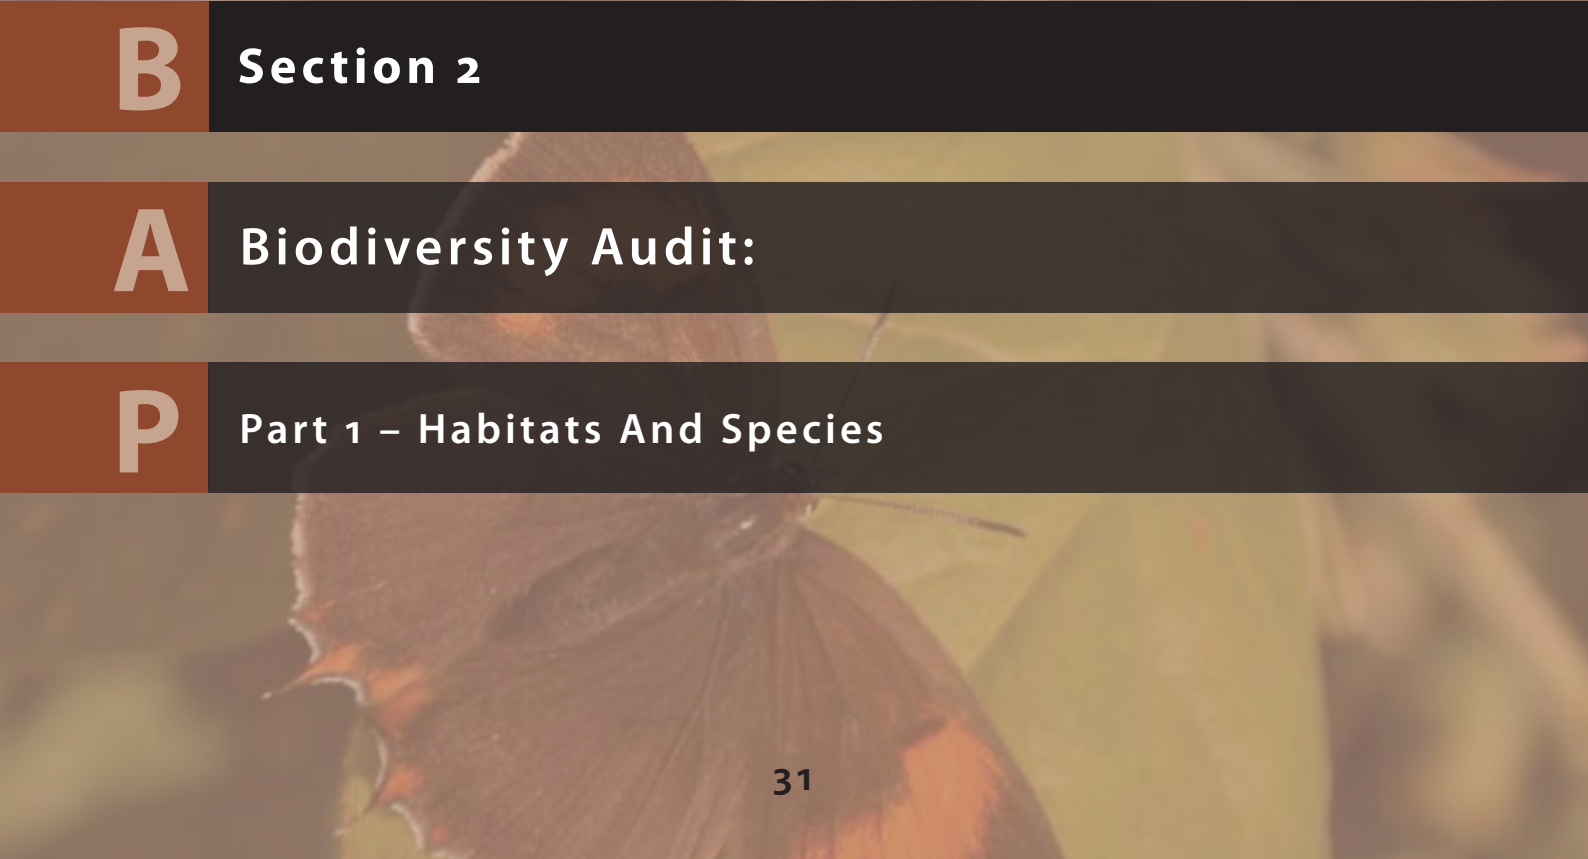 B Section 2
A Biodiversity Audit:
P Part 1 – Habitats And Species
31